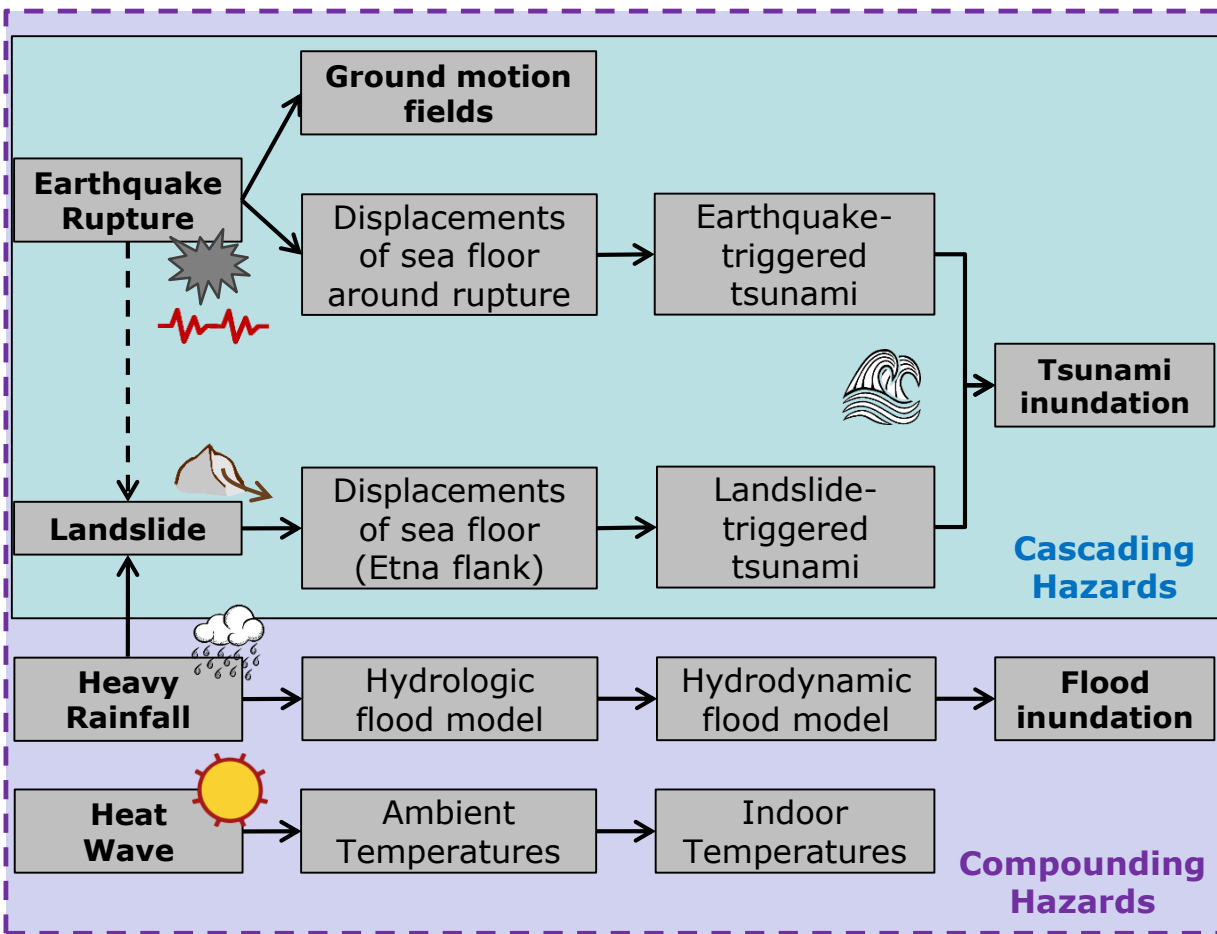 Ground motion
fields
Earthquake
Rupture
Displacements
of sea floor
around rupture
Earthquake-
triggered
tsunami
Tsunami
inundation
Landslide
Displacements
of sea floor
(Etna flank)
Landslide-
triggered
tsunami
Cascading
Hazards
Heavy
Rainfall
Hydrologic
flood model
Hydrodynamic
flood model
Flood
inundation
Heat
Wave
Ambient
Temperatures
Indoor
Temperatures
Compounding
Hazards